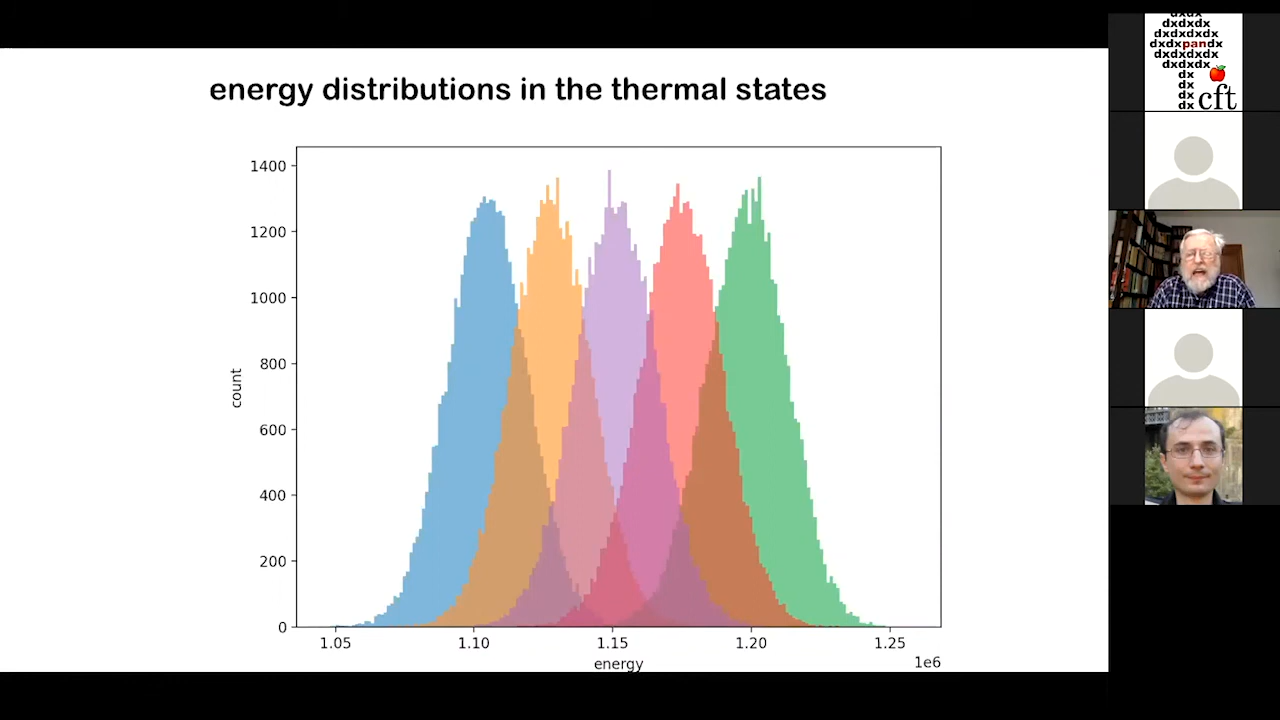 energy distributions in the thermal states
1400
1200
1000
800
600
400
200
0
count
1.05
1.10
1.15
1.20
1.25
energy
1e6
dxdx
dxdxdx
dxdxdxdx
dxdxpandx
dxdxdxdx
dxdxdx
dx
dx
dx
dx
cft